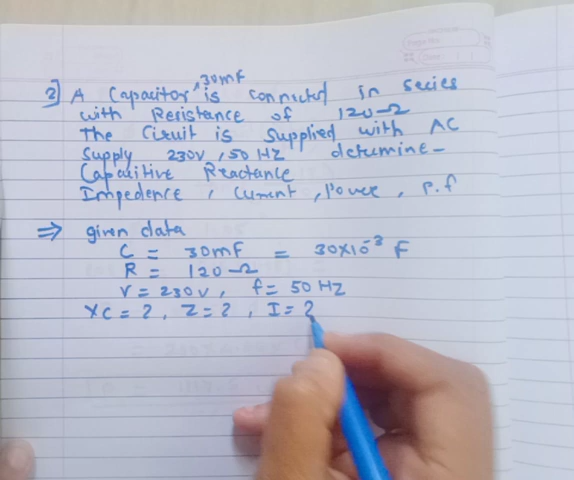 30mF
2] A Capacitor ^ is connected in series
with Resistance of 120-Ω
The Circuit is supplied with AC
Supply 230V, 50 Hz determine-
Capacitive Reactance
Impedence, Current, Power, P.f
⇒ given data
C = 30mF = 30×10⁻³ F
R = 120-Ω
V = 230V, f = 50 Hz
XC = ?, Z = ?, I = ?